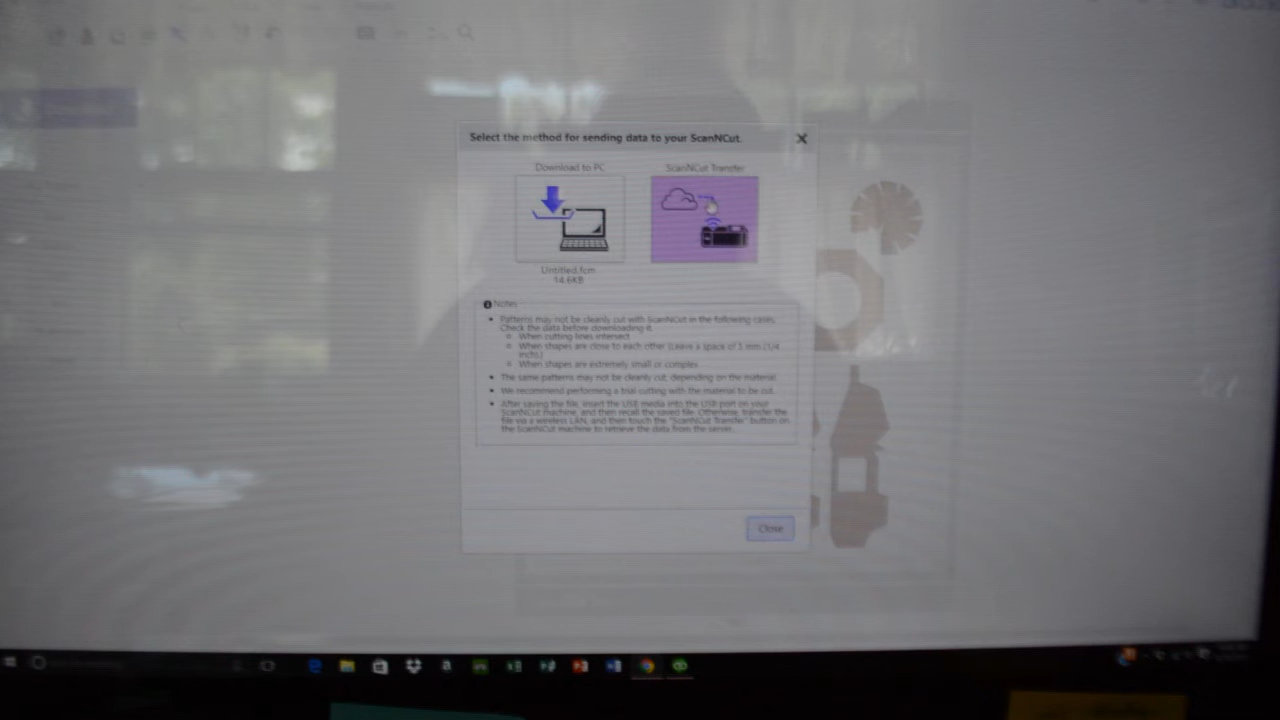 Select the method for sending data to your ScanNCut.
Download to PC
ScanNCut Transfer
Untitled.fcm
14.6KB
Notes
Patterns may not be cleanly cut with ScanNCut in the following cases.
Check the data before downloading it.
When cutting lines intersect
When shapes are close to each other (Leave a space of
inch.)
When shapes are extremely small or complex
The same patterns may not be cleanly cut, depending on the material.
We recommend performing a trial cutting with the material to be cut.
After saving the file, insert the USB media into the USB port on your
ScanNCut machine, and then recall the saved file. Otherwise, transfer the
file via a wireless LAN, and then touch the "ScanNCut Transfer" button on
the ScanNCut machine to retrieve the data from the server.
Close